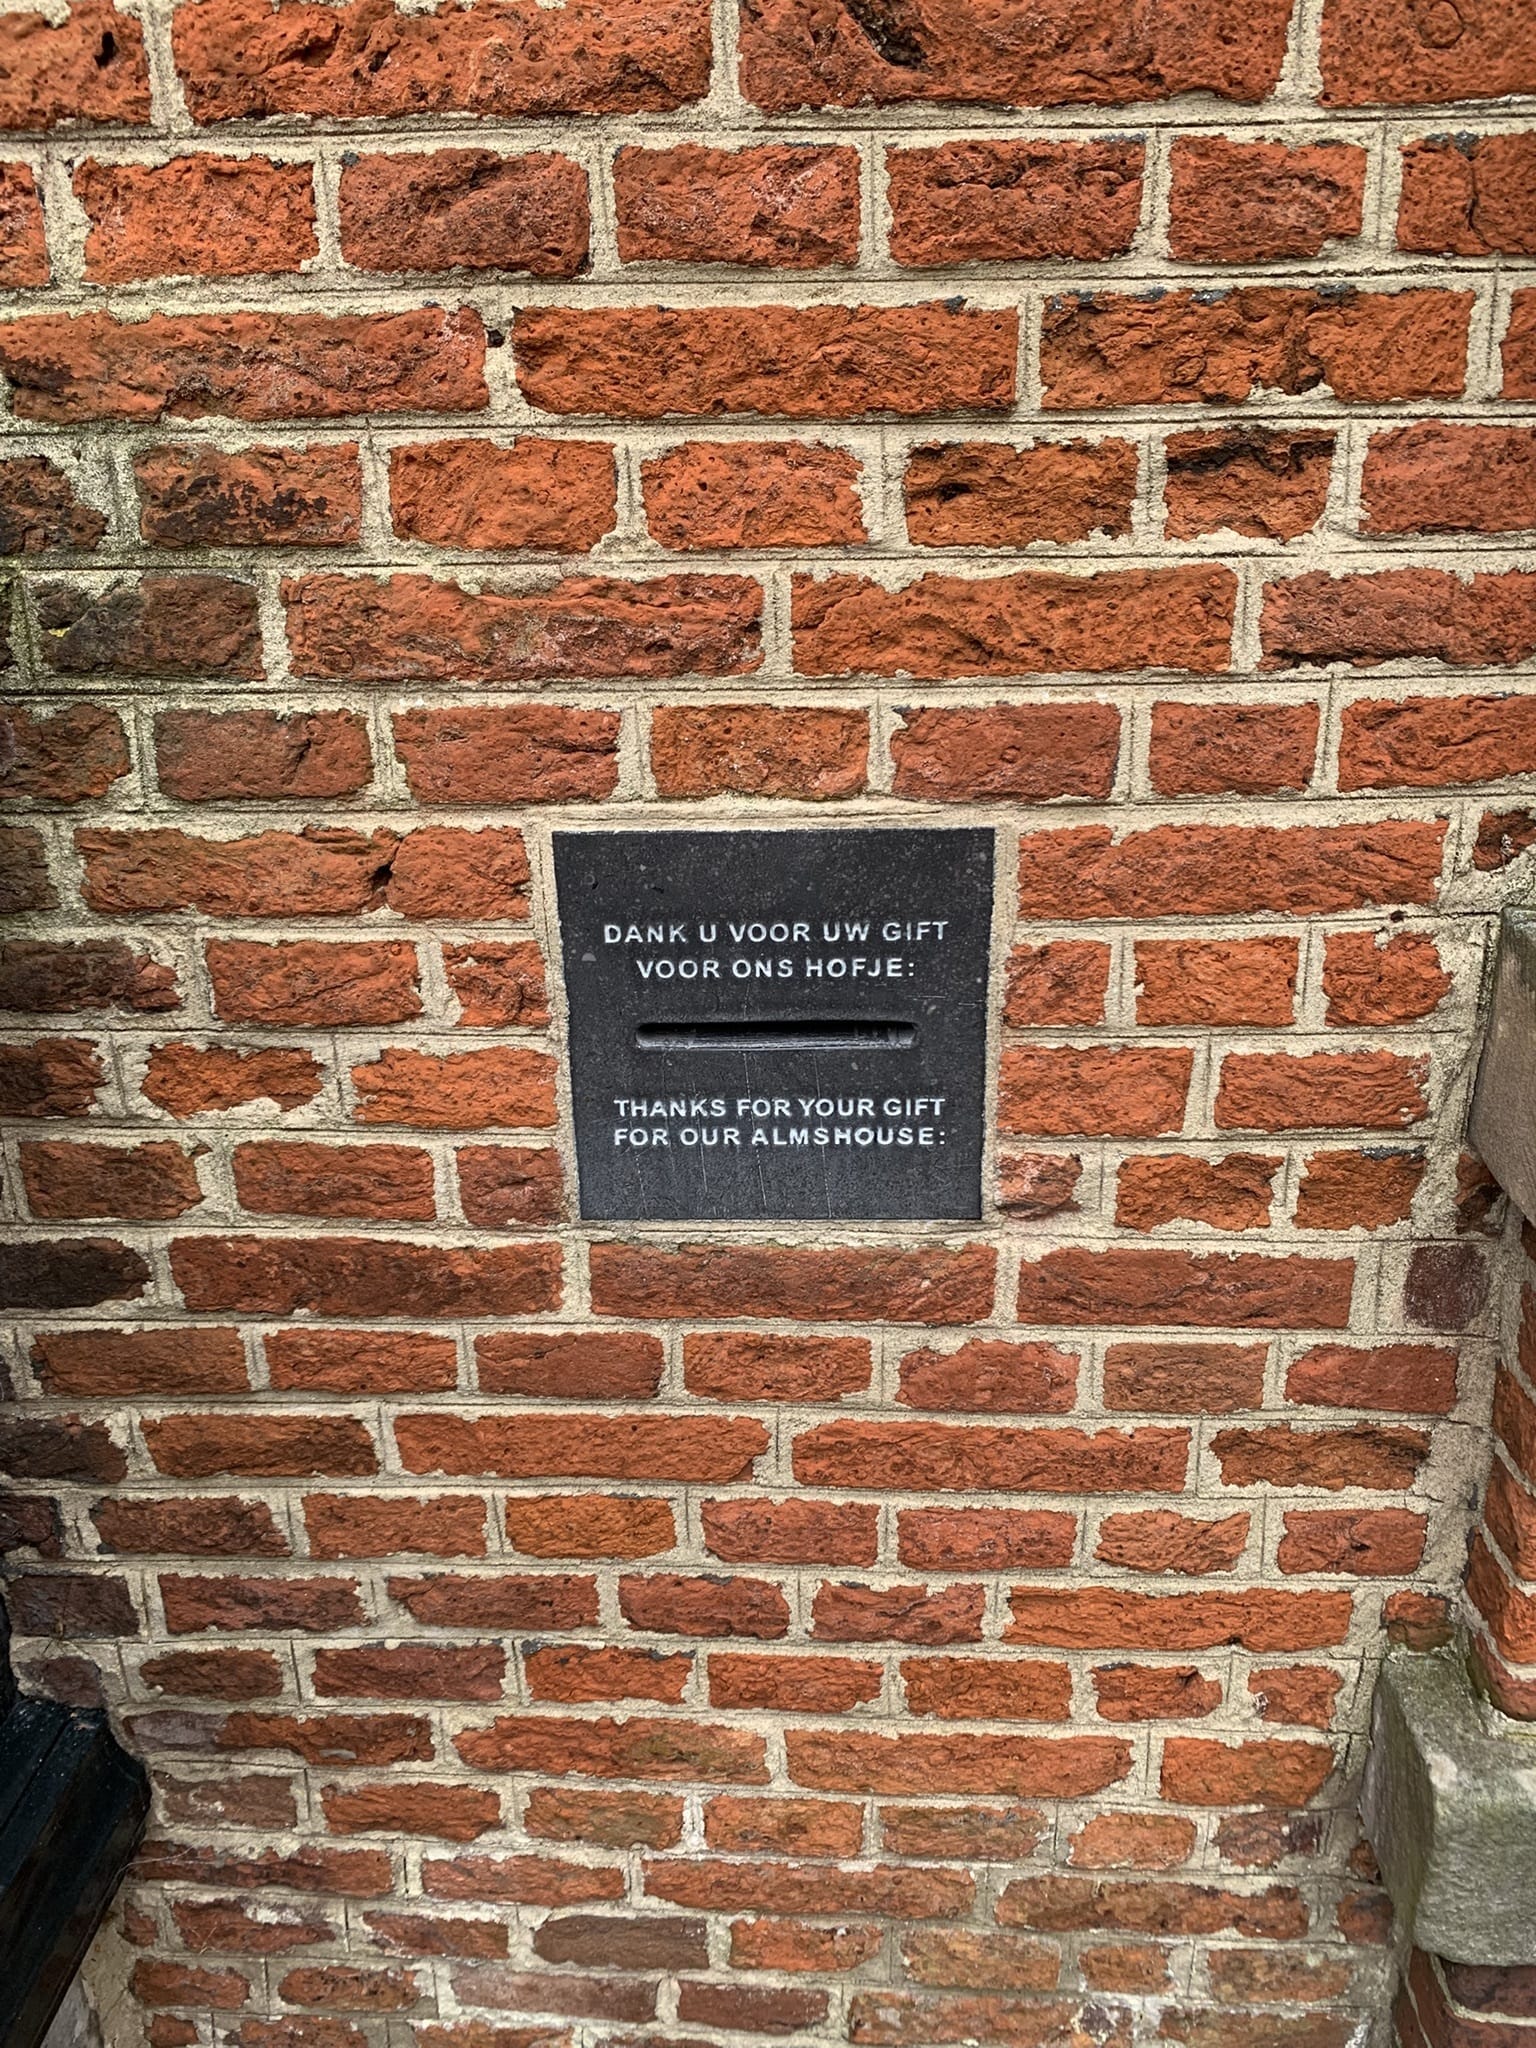 DANK U VOOR UW GIFT
VOOR ONS HOFJE:
THANKS FOR YOUR GIFT
FOR OUR ALMSHOUSE: